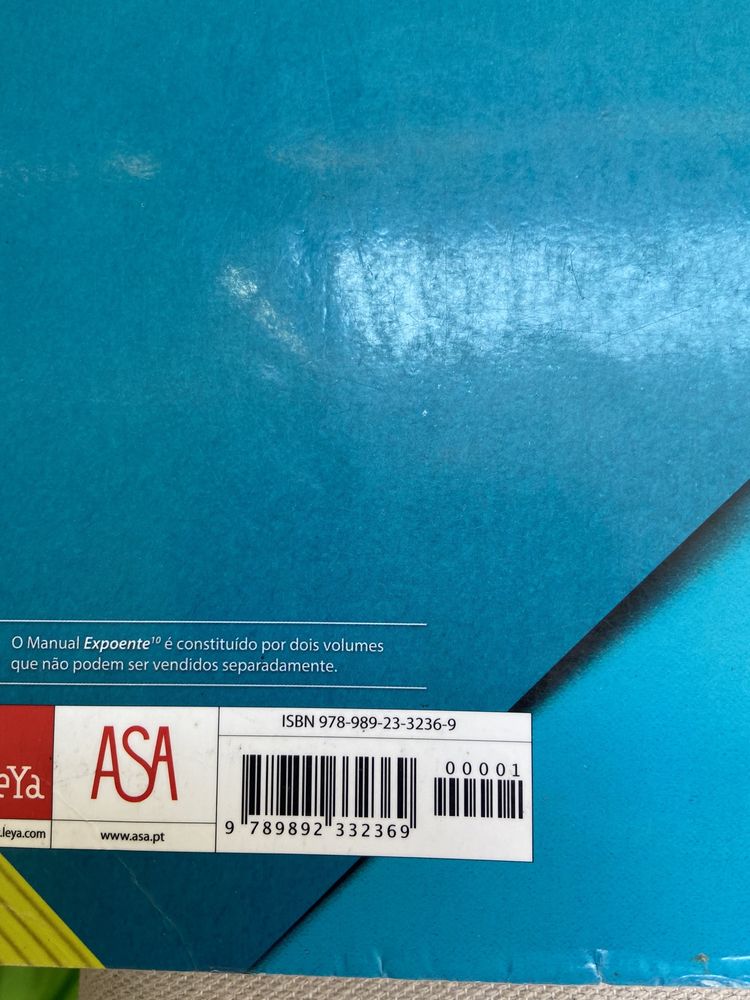 O Manual Expoente¹⁰ é constituído por dois volumes
que não podem ser vendidos separadamente.
eYa
.leya.com
ASA
www.asa.pt
ISBN 978-989-23-3236-9
00001
9 789892 332369